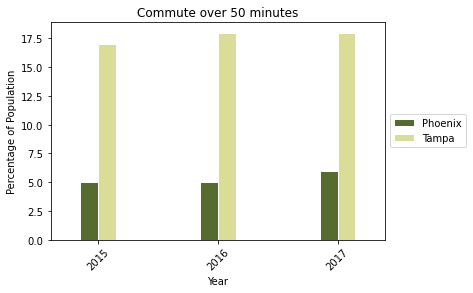 Commute over 50 minutes
Percentage of Population
17.5
15.0
12.5
10.0
7.5
5.0
2.5
0.0
2015
2016
2017
Year
Phoenix
Tampa